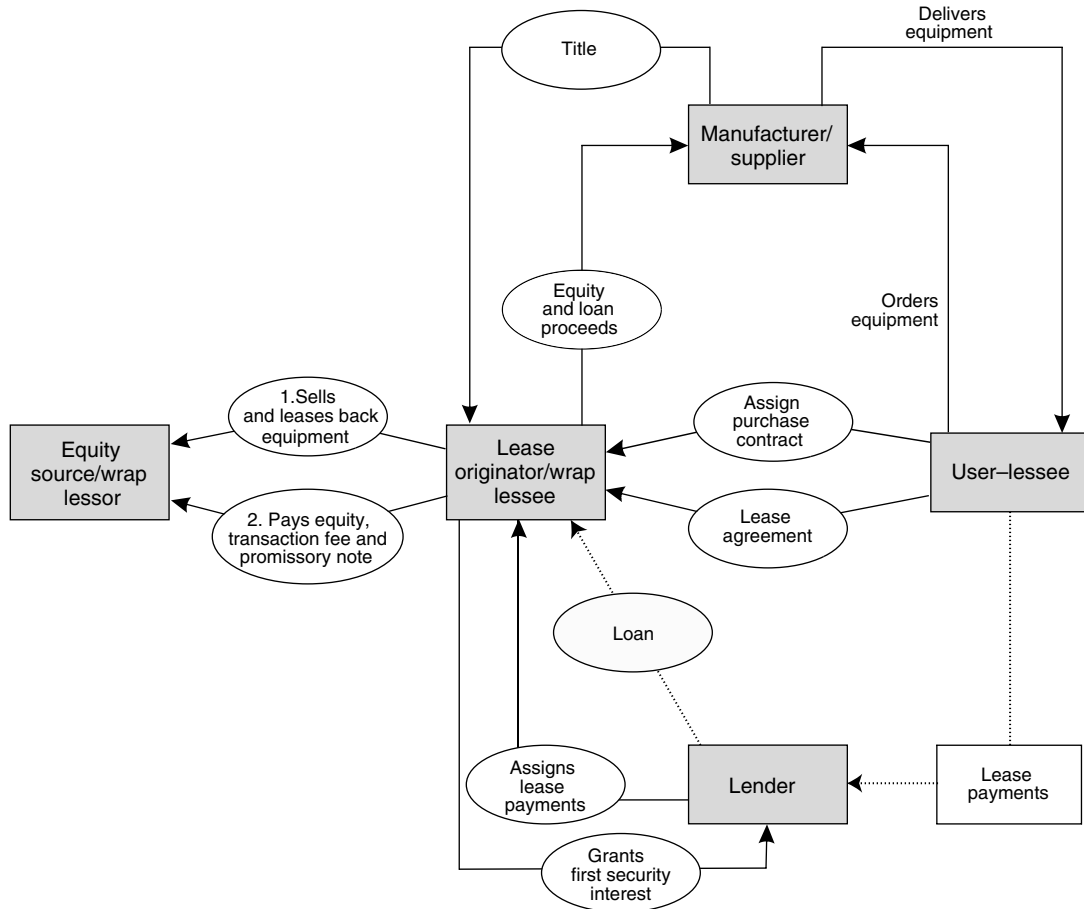 Delivers
equipment
Title
Manufacturer/
supplier
Equity
and loan
proceeds
Orders
equipment
1.Sells
and leases back
equipment
Assign
purchase
contract
Equity
source/wrap
lessor
Lease
originator/wrap
lessee
User–lessee
2. Pays equity,
transaction fee and
promissory note
Lease
agreement
Loan
Assigns
lease
payments
Lender
Lease
payments
Grants
first security
interest